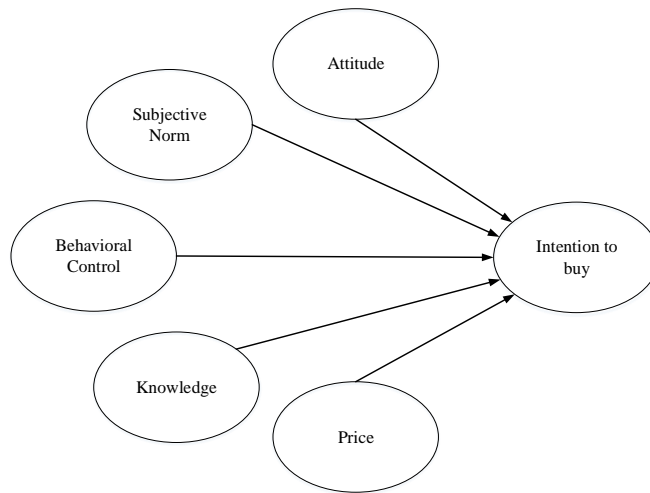 Attitude
Subjective
Norm
Behavioral
Control
Intention to
buy
Knowledge
Price